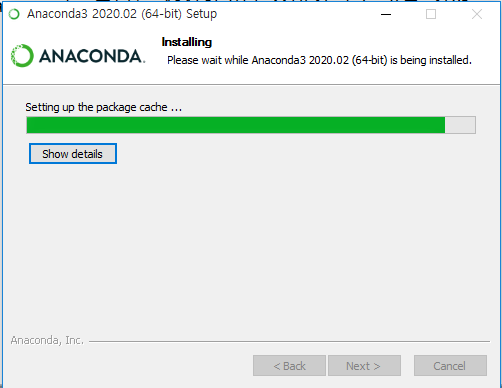 Anaconda3 2020.02 (64-bit) Setup
ANACONDA.
Installing
Please wait while Anaconda3 2020.02 (64-bit) is being installed.
Setting up the package cache ...
Show details
Anaconda, Inc.
< Back
Next >
Cancel